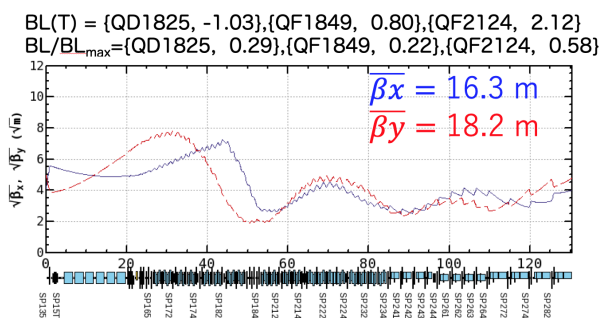 BL(T) = {QD1825, -1.03},{QF1849, 0.80},{QF2124, 2.12}
BL/BLmax={QD1825, 0.29},{QF1849, 0.22},{QF2124, 0.58}
βx = 16.3 m
βy = 18.2 m
√βx, √βy (√m)
12
10
8
6
4
2
0
0 20 40 60 80 100 120
SP135 SP15T SP165 SP172 SP174 SP182 SP184 SP212 SP214 SP222 SP224 SP232 SP234 SP241 SP242 SP243 SP244 SP261 SP262 SP263 SP264 SP272 SP274 SP282